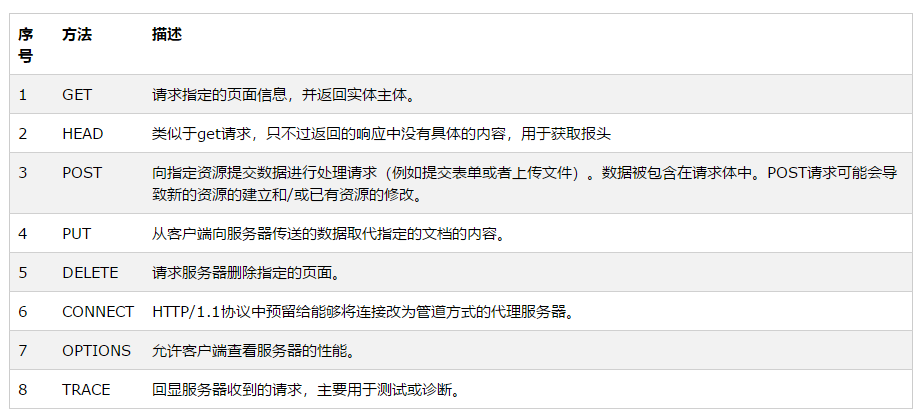 序号 方法 描述
1 GET 请求指定的页面信息，并返回实体主体。
2 HEAD 类似于get请求，只不过返回的响应中没有具体的内容，用于获取报头
3 POST 向指定资源提交数据进行处理请求（例如提交表单或者上传文件）。数据被包含在请求体中。POST请求可能会导
致新的资源的建立和/或已有资源的修改。
4 PUT 从客户端向服务器传送的数据取代指定的文档的内容。
5 DELETE 请求服务器删除指定的页面。
6 CONNECT HTTP/1.1协议中预留给能够将连接改为管道方式的代理服务器。
7 OPTIONS 允许客户端查看服务器的性能。
8 TRACE 回显服务器收到的请求，主要用于测试或诊断。